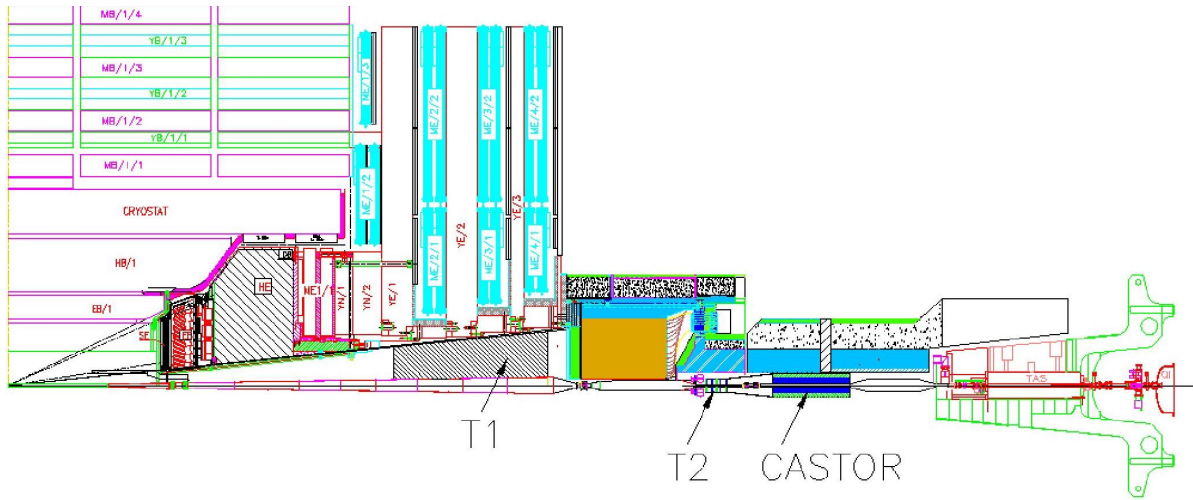 MB/1/4
YB/1/3
MB/1/3
YB/1/2
MB/1/2
YB/1/1
MB/1/1
CRYOSTAT
HB/1
EB/1
SE
EE
HE
ME/1/3
ME/1/2
ME1/1
YN/1
YN/2
YE/1
ME/2/2
ME/2/1
YE/2
ME/3/2
ME/3/1
YE/3
ME/4/2
ME/4/1
TAS
Q1
T1
T2
CASTOR